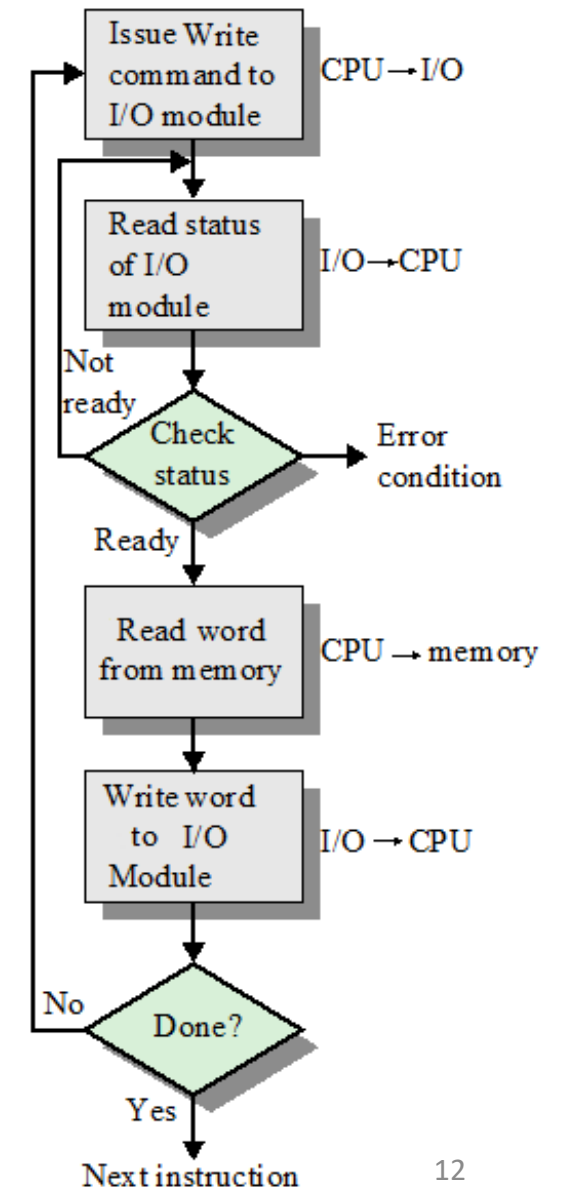 Issue Write
command to
I/O module
CPU→I/O
Read status
of I/O
module
I/O→CPU
Not
ready
Check
status
Error
condition
Ready
Read word
from memory
CPU → memory
Write word
to I/O
Module
I/O → CPU
No
Done?
Yes
Next instruction
12